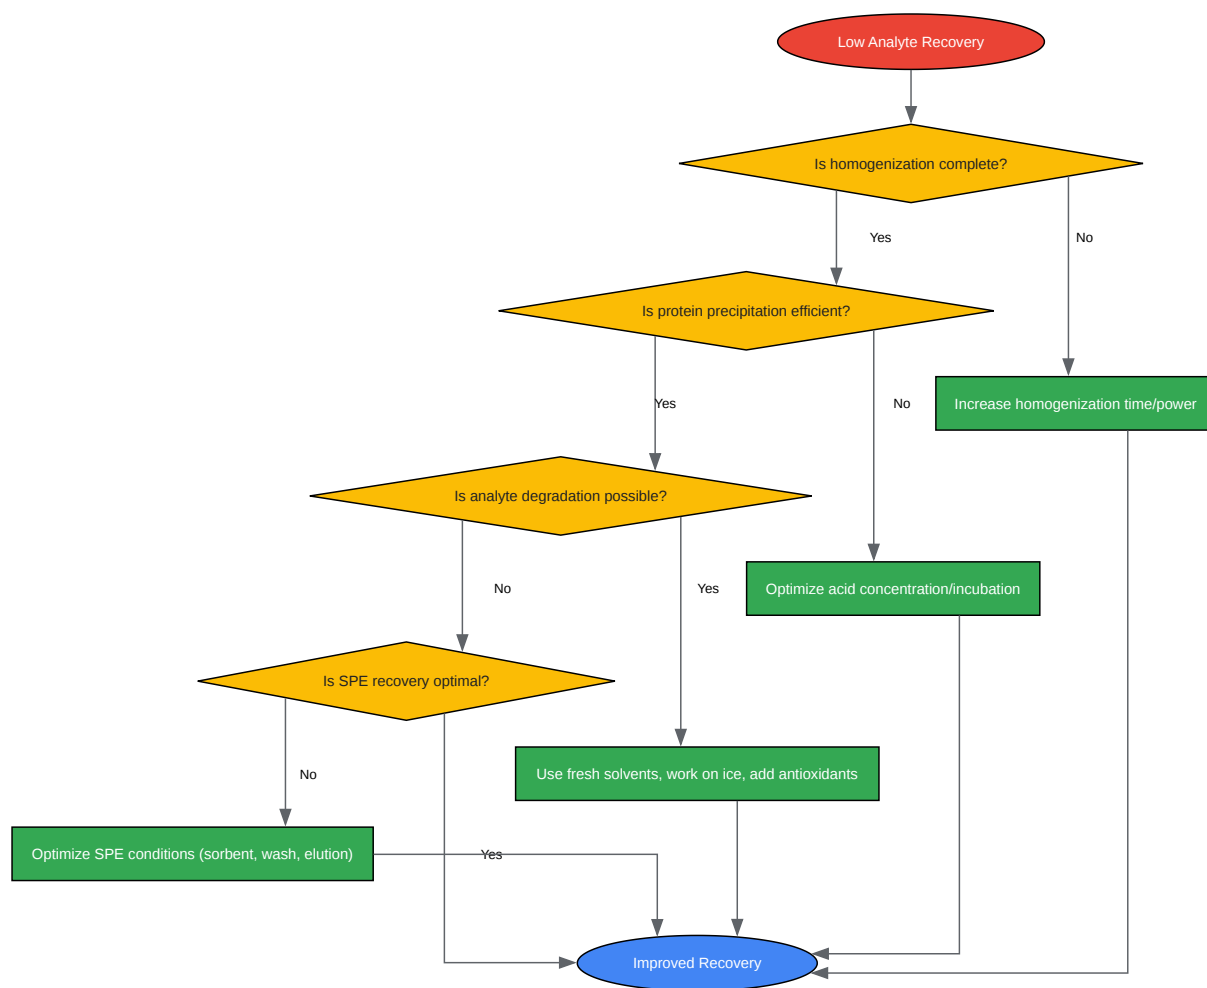 Low Analyte Recovery
Is homogenization complete?
Yes
No
Is protein precipitation efficient?
Yes
No
Increase homogenization time/power
Is analyte degradation possible?
No
Yes
Optimize acid concentration/incubation
Is SPE recovery optimal?
No
Use fresh solvents, work on ice, add antioxidants
Optimize SPE conditions (sorbent, wash, elution)
Yes
Improved Recovery